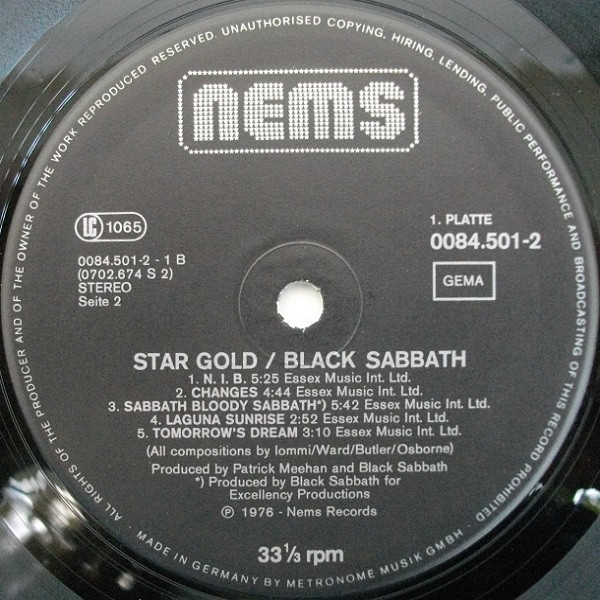 ALL RIGHTS OF THE PRODUCER AND OF THE OWNER OF THE WORK REPRODUCED RESERVED. UNAUTHORISED COPYING, HIRING, LENDING, PUBLIC PERFORMANCE AND BROADCASTING OF THIS RECORD PROHIBITED ·
nems
LC 1065
1. PLATTE
0084.501-2
0084.501-2 - 1 B
(0702.674 S 2)
STEREO
Seite 2
GEMA
STAR GOLD / BLACK SABBATH
1. N. I. B. 5:25 Essex Music Int. Ltd.
2. CHANGES 4:44 Essex Music Int. Ltd.
3. SABBATH BLOODY SABBATH*) 5:42 Essex Music Int. Ltd.
4. LAGUNA SUNRISE 2:52 Essex Music Int. Ltd.
5. TOMORROW'S DREAM 3:10 Essex Music Int. Ltd.
(All compositions by Iommi/Ward/Butler/Osborne)
Produced by Patrick Meehan and Black Sabbath
*) Produced by Black Sabbath for
Excellency Productions
℗ 1976 - Nems Records
33 1/3 rpm
· MADE IN GERMANY BY METRONOME MUSIK GMBH ·